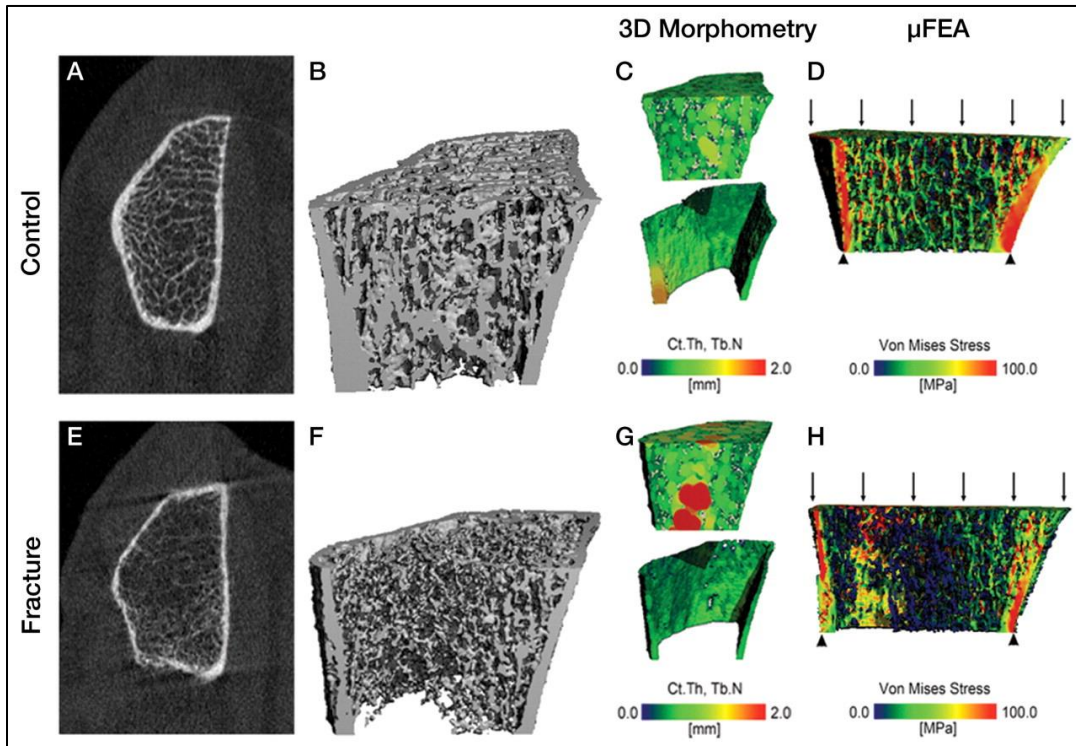 3D Morphometry
μFEA
A
B
C
D
Control
Ct.Th, Tb.N
0.0
2.0
[mm]
Von Mises Stress
0.0
100.0
[MPa]
E
F
G
H
Fracture
Ct.Th, Tb.N
0.0
2.0
[mm]
Von Mises Stress
0.0
100.0
[MPa]